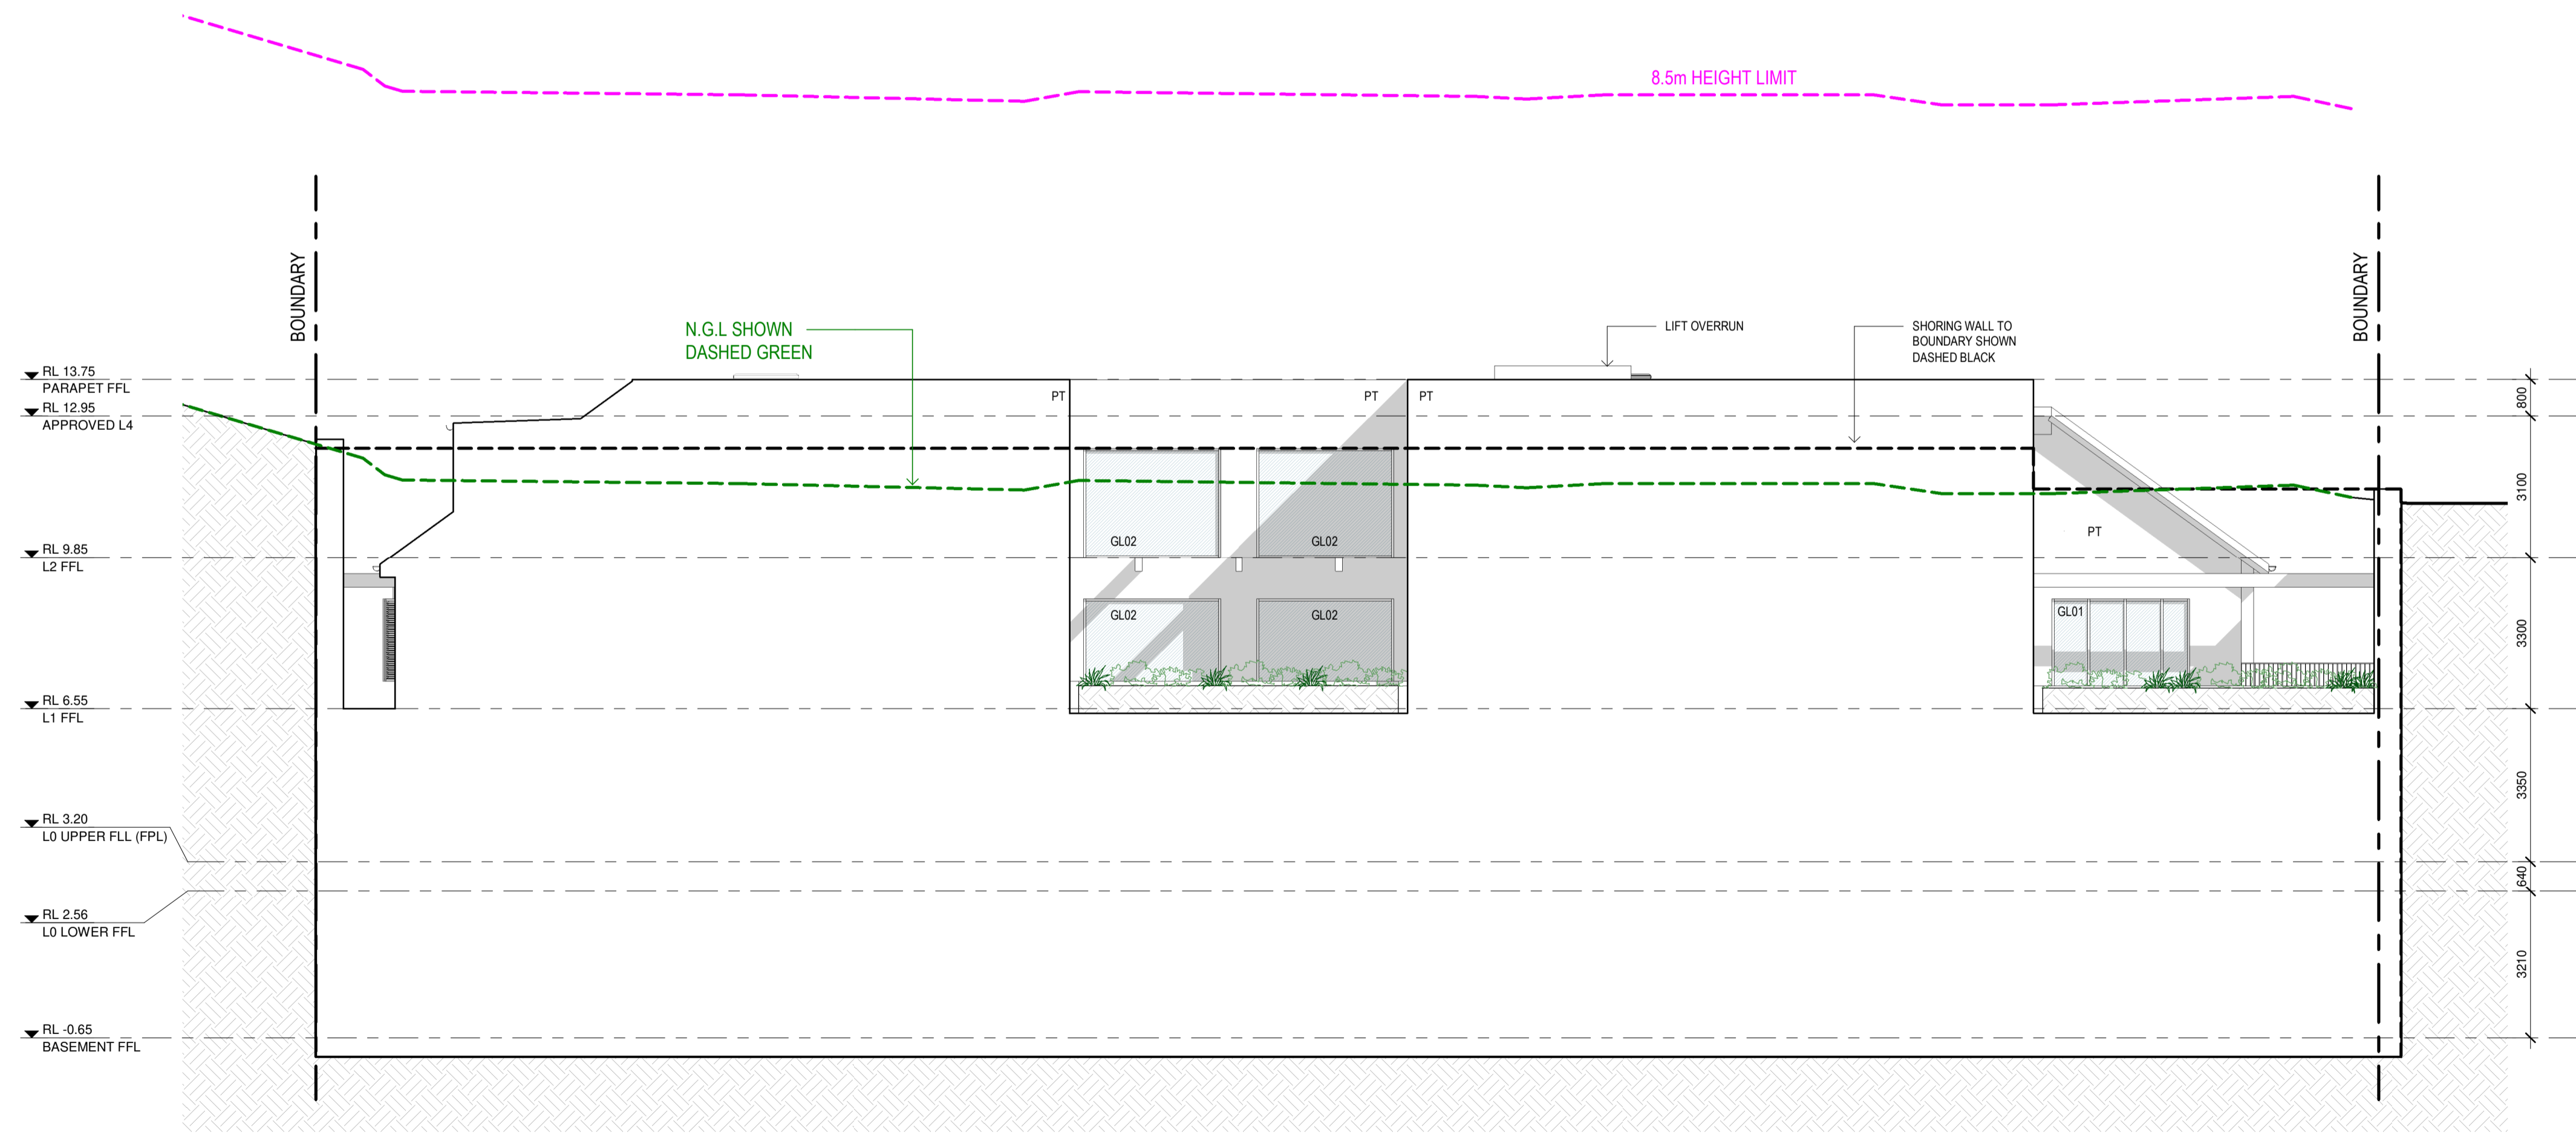 8.5m HEIGHT LIMIT
BOUNDARY
BOUNDARY
N.G.L SHOWN
DASHED GREEN
LIFT OVERRUN
SHORING WALL TO
BOUNDARY SHOWN
DASHED BLACK
RL 13.75
PARAPET FFL
RL 12.95
APPROVED L4
PT
PT
PT
800
3100
PT
GL02
GL02
RL 9.85
L2 FFL
GL02
GL02
GL01
3300
RL 6.55
L1 FFL
3350
RL 3.20
L0 UPPER FLL (FPL)
640
RL 2.56
L0 LOWER FFL
3210
RL -0.65
BASEMENT FFL